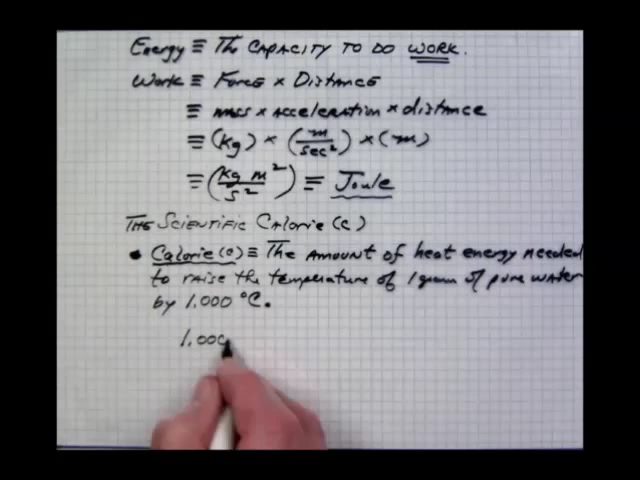 Energy ≡ The CAPACITY TO DO WORK.
Work ≡ Force × Distance
≡ mass × acceleration × distance
≡ (kg) × (m/sec²) × (m)
≡ (kg m²/s²) ≡ Joule
THE Scientific Calorie (c)
• Calorie (c) ≡ The amount of heat energy needed
to raise the temperature of 1 gram of pure water
by 1.000 °C.
1.000